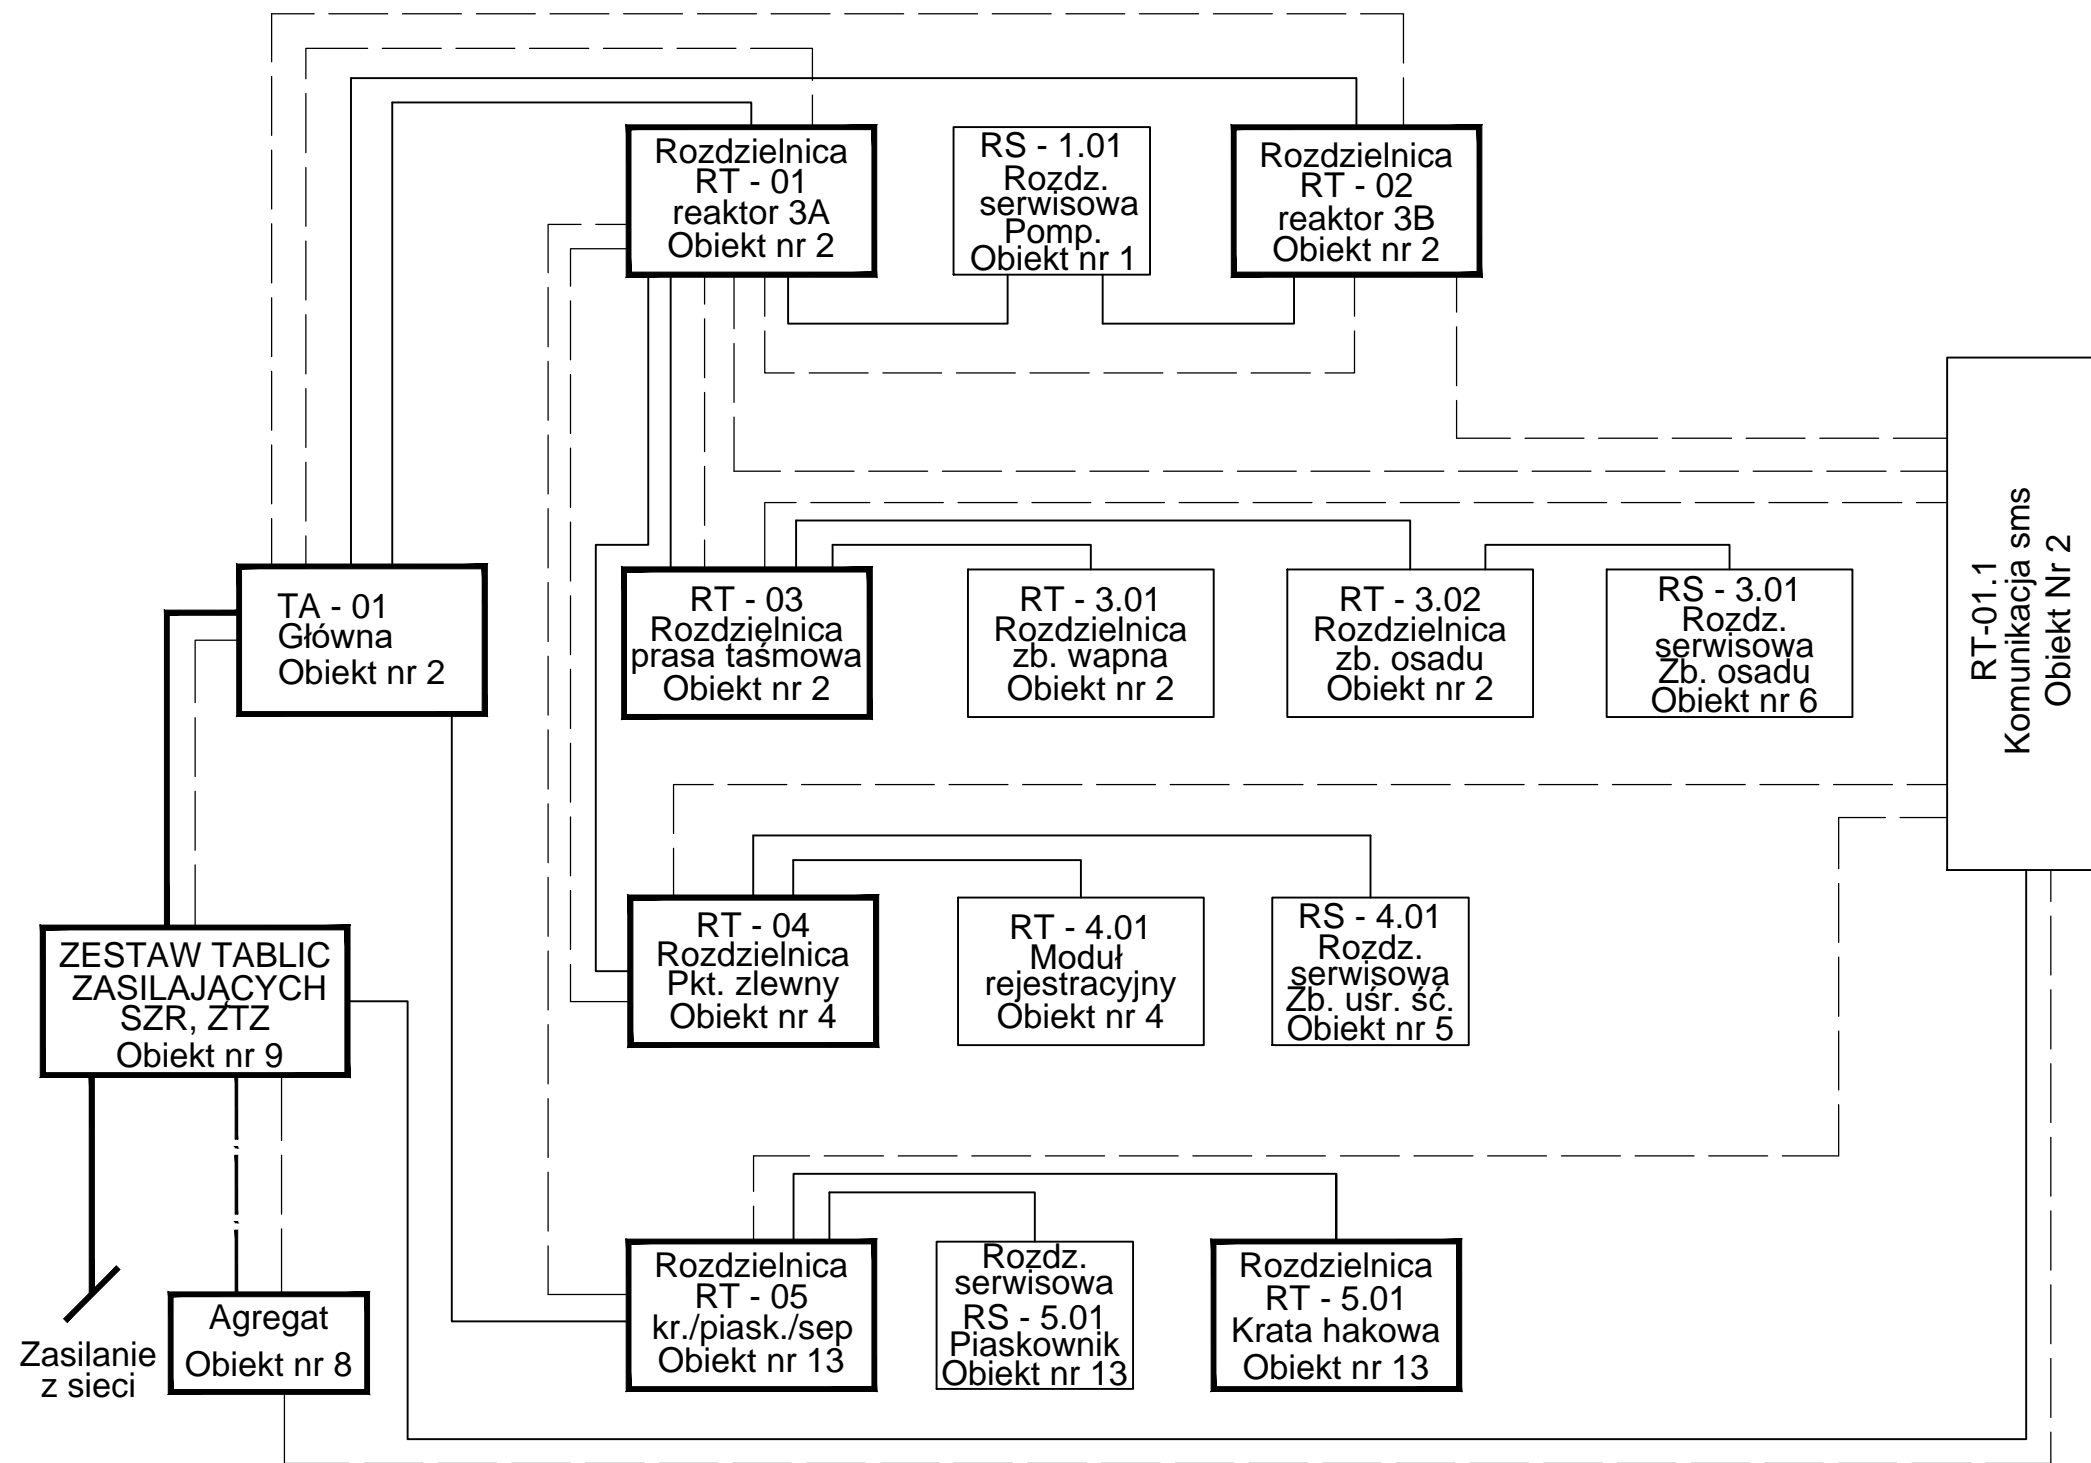 Rozdzielnica
RT - 01
reaktor 3A
Obiekt nr 2
RS - 1.01
Rozdz.
serwisowa
Pomp.
Obiekt nr 1
Rozdzielnica
RT - 02
reaktor 3B
Obiekt nr 2
TA - 01
Główna
Obiekt nr 2
RT - 03
Rozdzielnica
prasa taśmowa
Obiekt nr 2
RT - 3.01
Rozdzielnica
zb. wapna
Obiekt nr 2
RT - 3.02
Rozdzielnica
zb. osadu
Obiekt nr 2
RS - 3.01
Rozdz.
serwisowa
Zb. osadu
Obiekt nr 6
RT-01.1
Komunikacja sms
Obiekt Nr 2
ZESTAW TABLIC
ZASILAJĄCYCH
SZR, ZTZ
Obiekt nr 9
RT - 04
Rozdzielnica
Pkt. zlewny
Obiekt nr 4
RT - 4.01
Moduł
rejestracyjny
Obiekt nr 4
RS - 4.01
Rozdz.
serwisowa
Zb. uśr. ść.
Obiekt nr 5
Zasilanie
z sieci
Agregat
Obiekt nr 8
Rozdzielnica
RT - 05
kr./piask./sep
Obiekt nr 13
Rozdz.
serwisowa
RS - 5.01
Piaskownik
Obiekt nr 13
Rozdzielnica
RT - 5.01
Krata hakowa
Obiekt nr 13